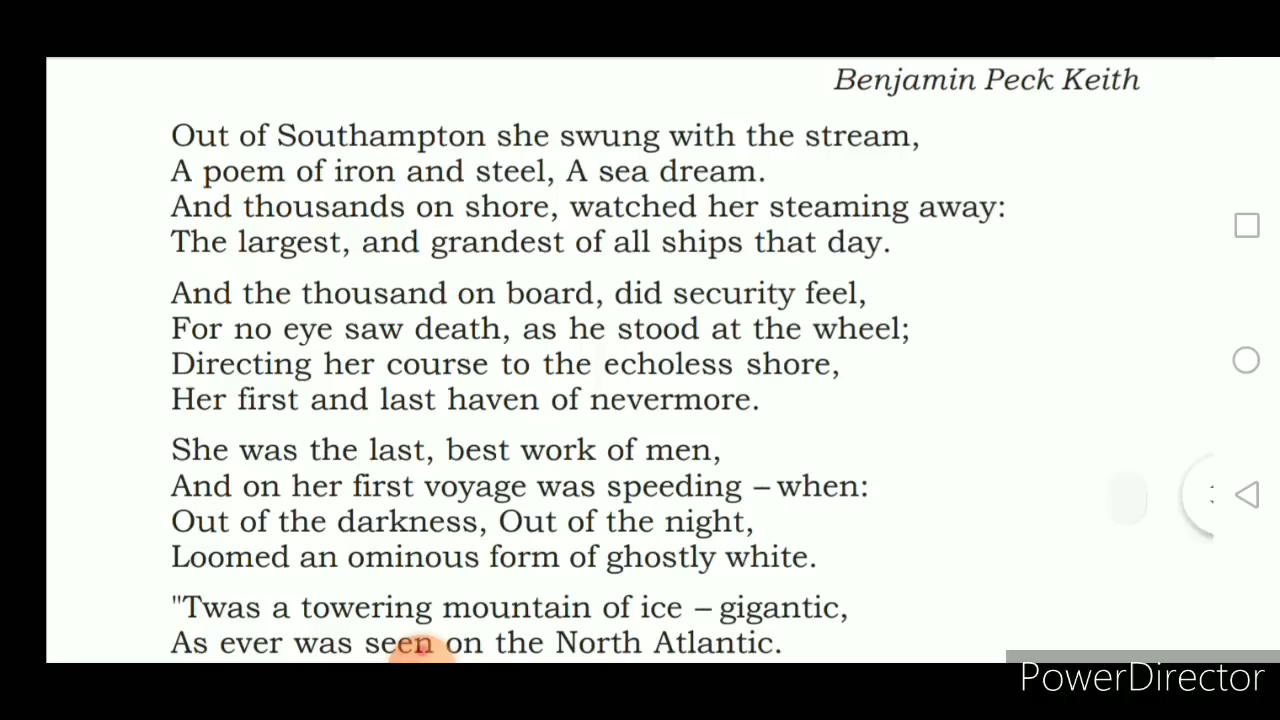 Benjamin Peck Keith
Out of Southampton she swung with the stream,
A poem of iron and steel, A sea dream.
And thousands on shore, watched her steaming away:
The largest, and grandest of all ships that day.
And the thousand on board, did security feel,
For no eye saw death, as he stood at the wheel;
Directing her course to the echoless shore,
Her first and last haven of nevermore.
She was the last, best work of men,
And on her first voyage was speeding – when:
Out of the darkness, Out of the night,
Loomed an ominous form of ghostly white.
"Twas a towering mountain of ice – gigantic,
As ever was seen on the North Atlantic.
PowerDirector